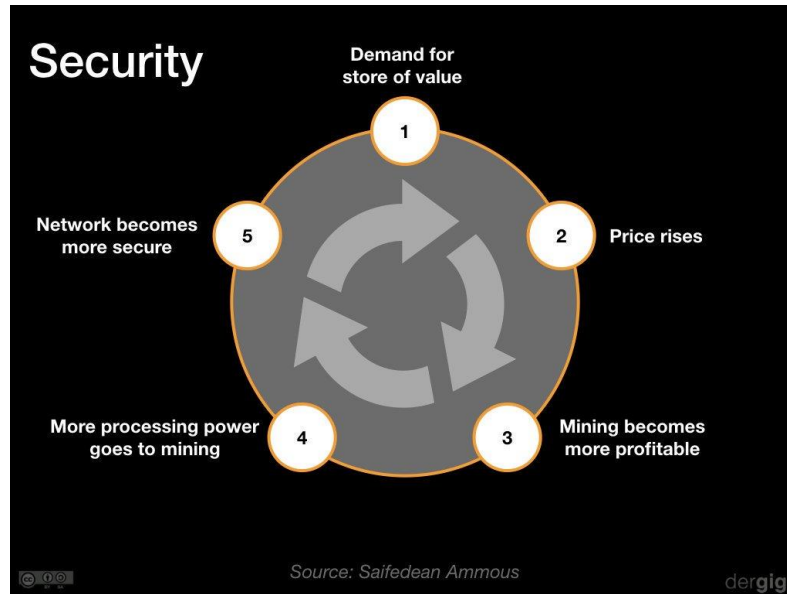 Security
Demand for
store of value
1
2
Price rises
3
Mining becomes
more profitable
4
More processing power
goes to mining
5
Network becomes
more secure
Source: Saifedean Ammous
dergig